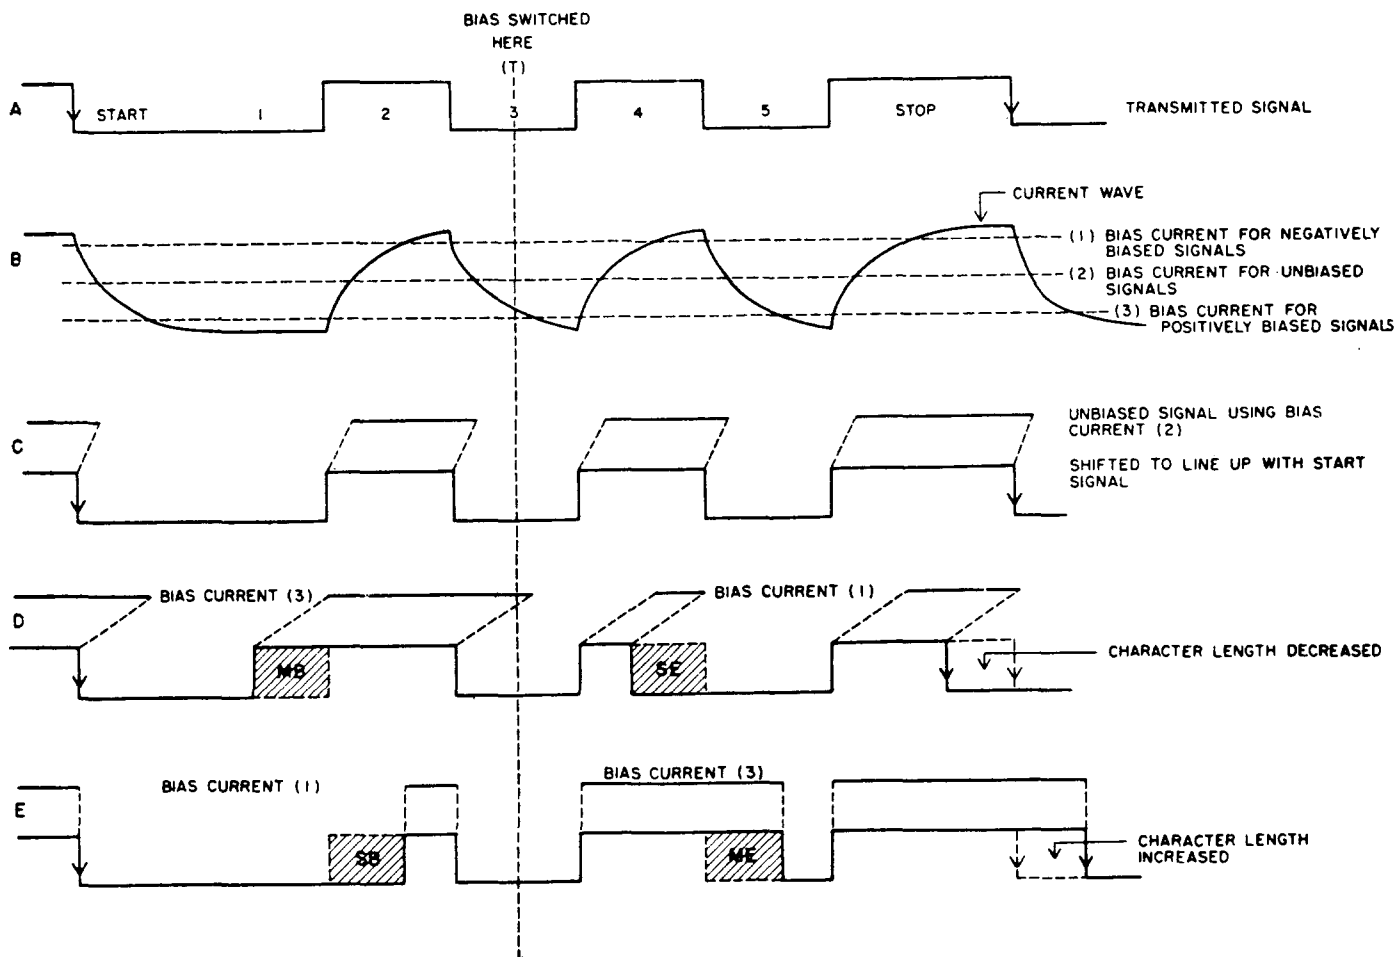 BIAS SWITCHED
HERE
(T)
A
START
1
2
3
4
5
STOP
TRANSMITTED SIGNAL
CURRENT WAVE
B
(1) BIAS CURRENT FOR NEGATIVELY
BIASED SIGNALS
(2) BIAS CURRENT FOR UNBIASED
SIGNALS
(3) BIAS CURRENT FOR
POSITIVELY BIASED SIGNALS
C
UNBIASED SIGNAL USING BIAS
CURRENT (2)
SHIFTED TO LINE UP WITH START
SIGNAL
D
BIAS CURRENT (3)
BIAS CURRENT (1)
MB
SE
CHARACTER LENGTH DECREASED
E
BIAS CURRENT (1)
BIAS CURRENT (3)
SB
ME
CHARACTER LENGTH
INCREASED